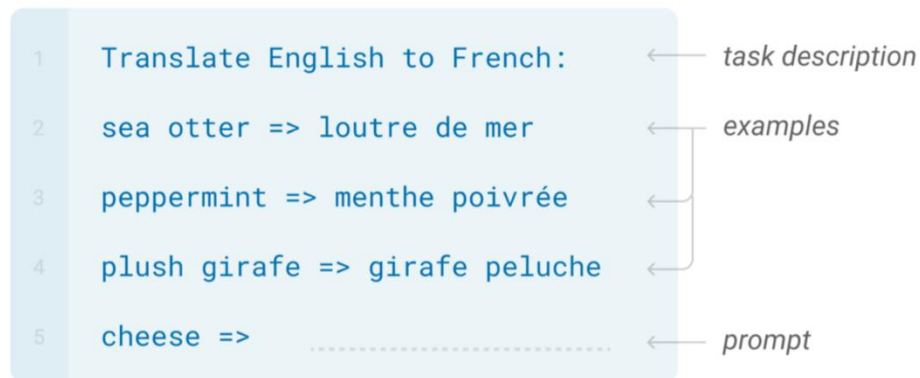 1 Translate English to French: task description
2 sea otter => loutre de mer examples
3 peppermint => menthe poivrée
4 plush girafe => girafe peluche
5 cheese => prompt